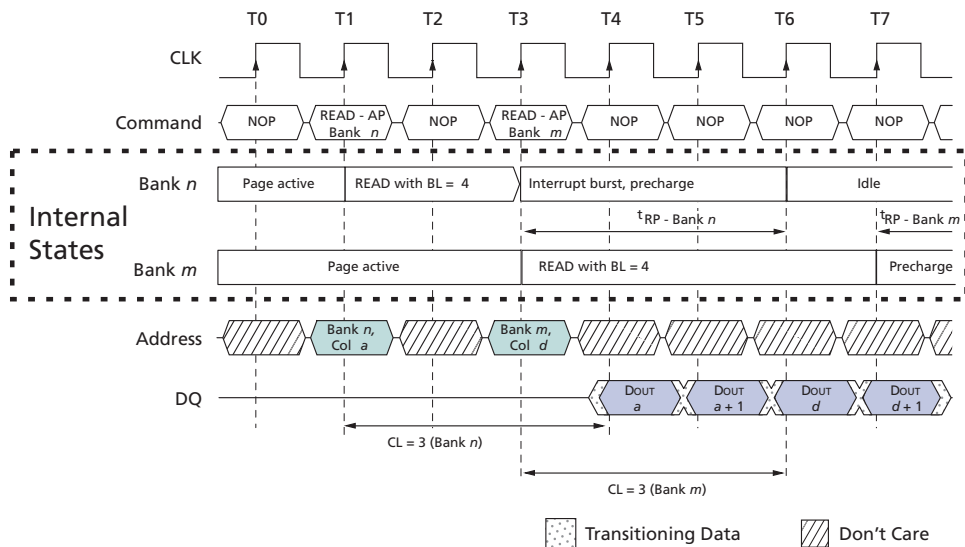 T0 T1 T2 T3 T4 T5 T6 T7
CLK
Command NOP READ - AP Bank n NOP READ - AP Bank m NOP NOP NOP NOP
Internal States
Bank n Page active READ with BL = 4 Interrupt burst, precharge Idle
tRP - Bank n tRP - Bank m
Bank m Page active READ with BL = 4 Precharge
Address Bank n, Col a Bank m, Col d
DQ DOUT a DOUT a + 1 DOUT d DOUT d + 1
CL = 3 (Bank n)
CL = 3 (Bank m)
Transitioning Data Don't Care